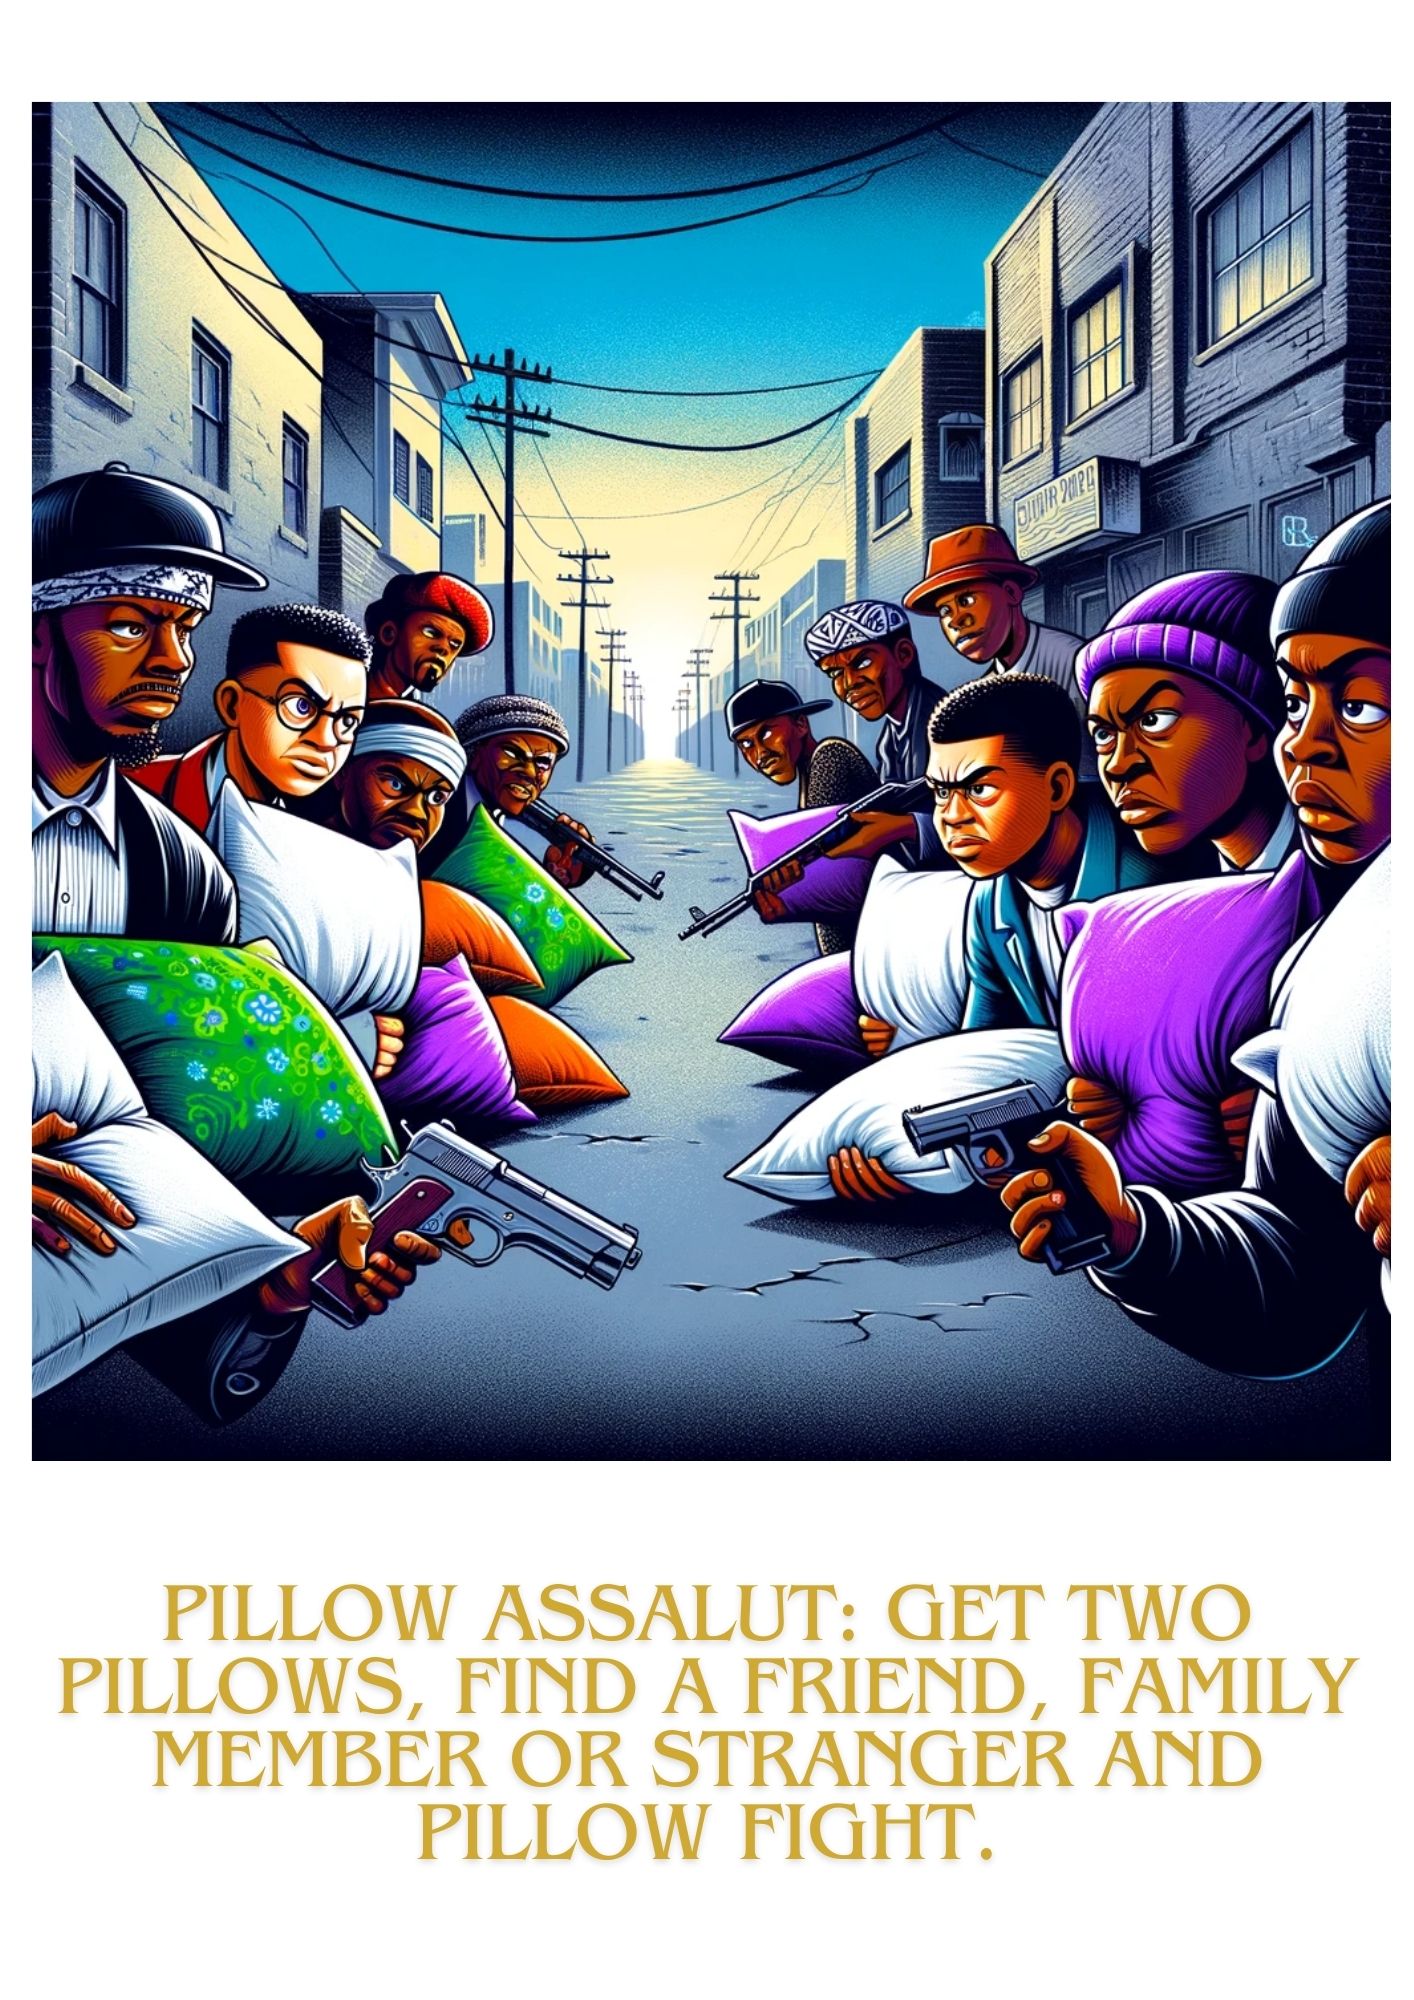 PILLOW ASSALUT: GET TWO
PILLOWS, FIND A FRIEND, FAMILY
MEMBER OR STRANGER AND
PILLOW FIGHT.